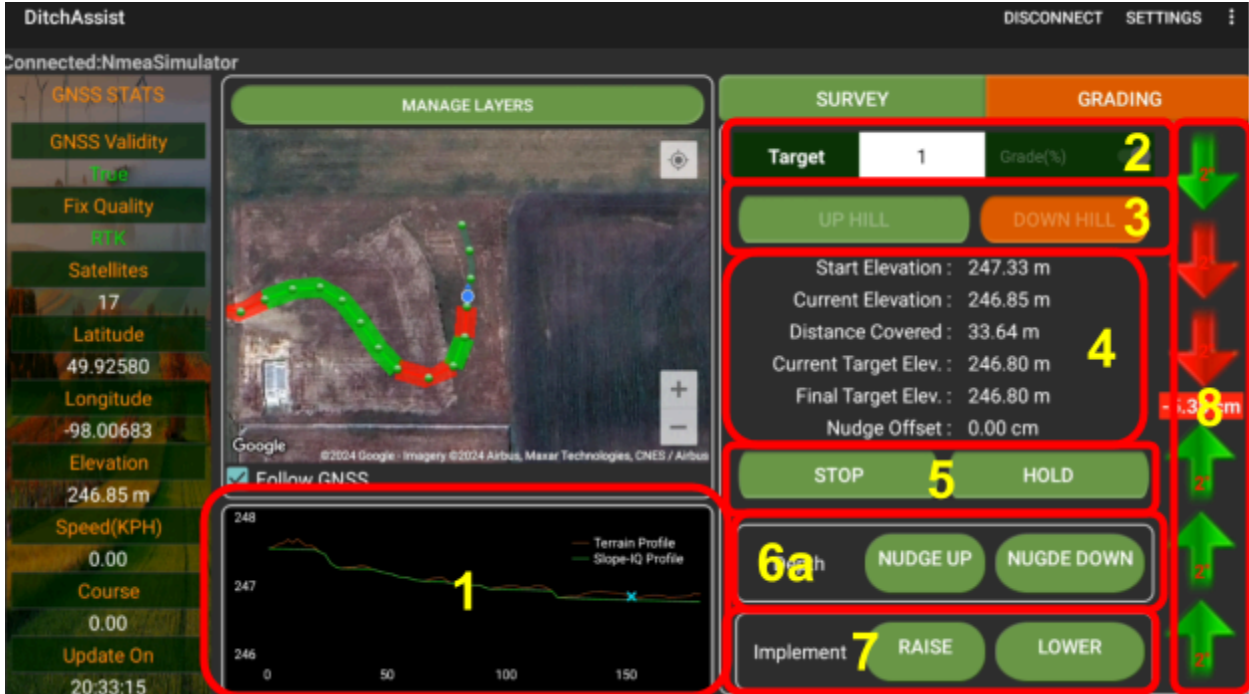 DitchAssist
DISCONNECT SETTINGS
Connected:NmeaSimulator
GNSS STATS
GNSS Validity
True
Fix Quality
RTK
Satellites
17
Latitude
49.92580
Longitude
-98.00683
Elevation
246.85 m
Speed(KPH)
0.00
Course
0.00
Update On
20:33:15
MANAGE LAYERS
Google
©2024 Google - Imagery ©2024 Airbus, Maxar Technologies, CNES / Airbus
Follow GNSS
248
247
246
0 50 100 150
Terrain Profile
Slope-IQ Profile
1
SURVEY GRADING
Target 1 Grade(%) 2
UP HILL DOWN HILL 3
Start Elevation : 247.33 m
Current Elevation : 246.85 m
Distance Covered : 33.64 m
Current Target Elev. : 246.80 m
Final Target Elev. : 246.80 m
Nudge Offset : 0.00 cm
4
STOP 5 HOLD
6a NUDGE UP NUGDE DOWN
Implement 7 RAISE LOWER
2"
2"
2"
8
cm
2"
2"
2"